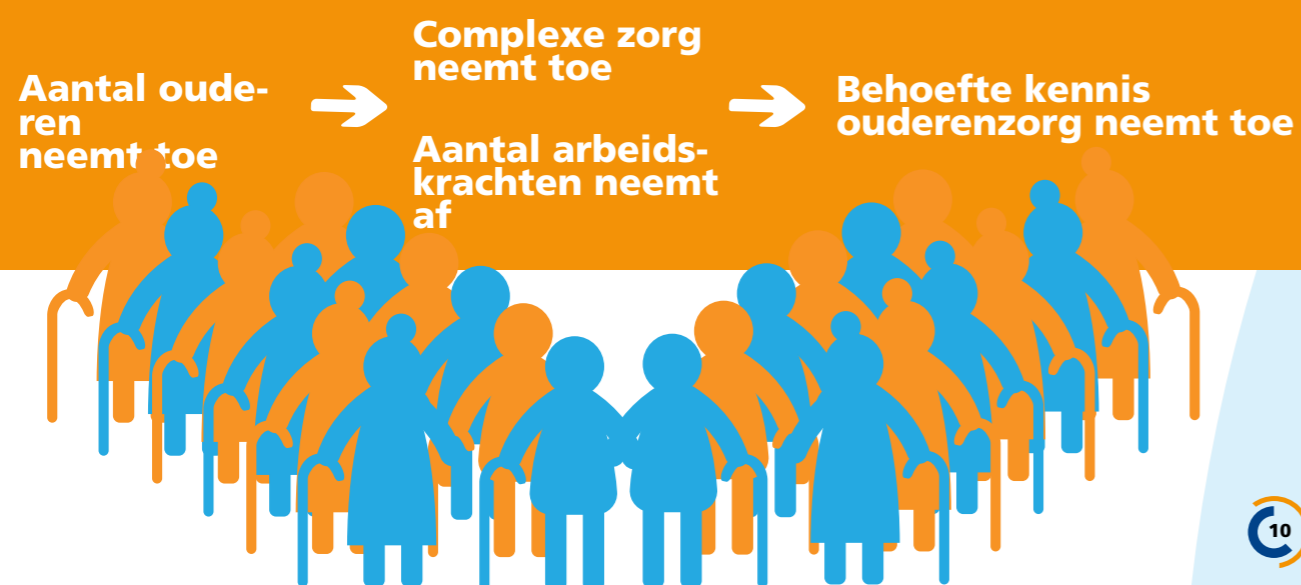 Aantal oude-
ren
neemt toe
Complexe zorg
neemt toe
Aantal arbeids-
krachten neemt
af
Behoefte kennis
ouderenzorg neemt toe
10